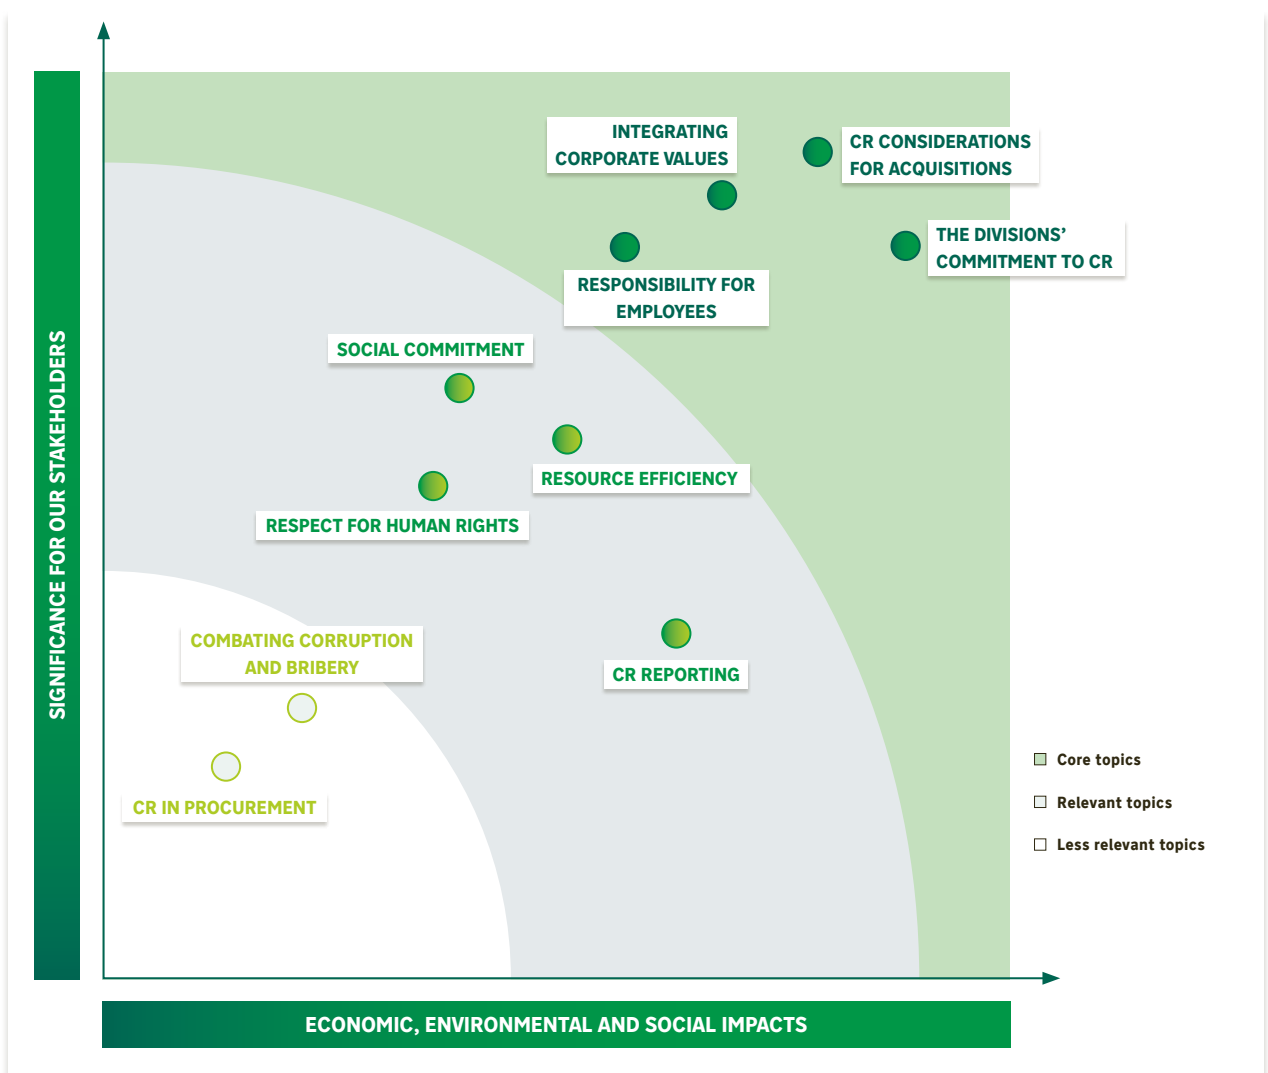 INTEGRATING
CORPORATE VALUES
CR CONSIDERATIONS
FOR ACQUISITIONS
THE DIVISIONS’
COMMITMENT TO CR
RESPONSIBILITY FOR
EMPLOYEES
SOCIAL COMMITMENT
RESOURCE EFFICIENCY
RESPECT FOR HUMAN RIGHTS
COMBATING CORRUPTION
AND BRIBERY
CR REPORTING
CR IN PROCUREMENT
SIGNIFICANCE FOR OUR STAKEHOLDERS
Core topics
Relevant topics
Less relevant topics
ECONOMIC, ENVIRONMENTAL AND SOCIAL IMPACTS